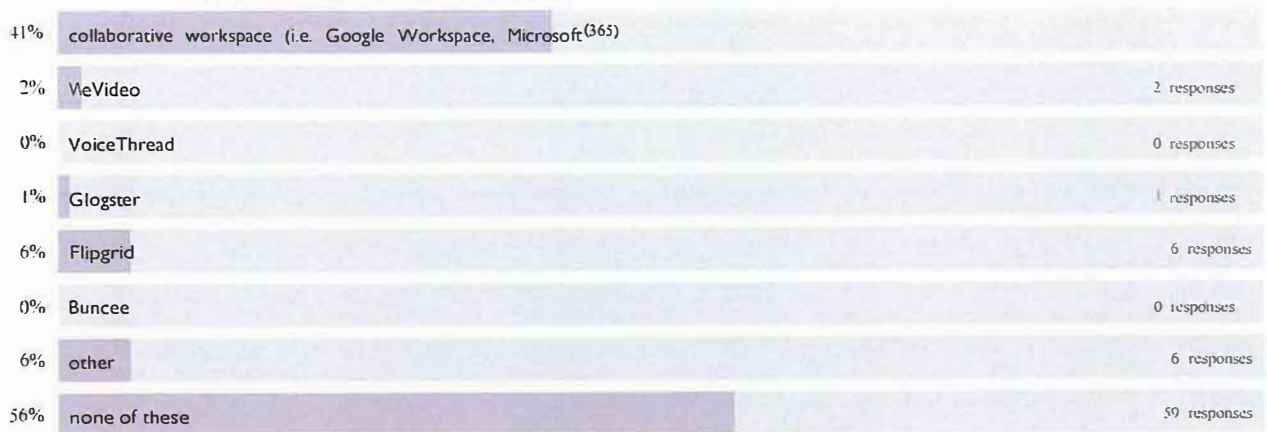 41% collaborative workspace (i.e. Google Workspace, Microsoft(365)
2% WeVideo 2 responses
0% VoiceThread 0 responses
1% Glogster 1 responses
6% Flipgrid 6 responses
0% Buncee 0 responses
6% other 6 responses
56% none of these 59 responses